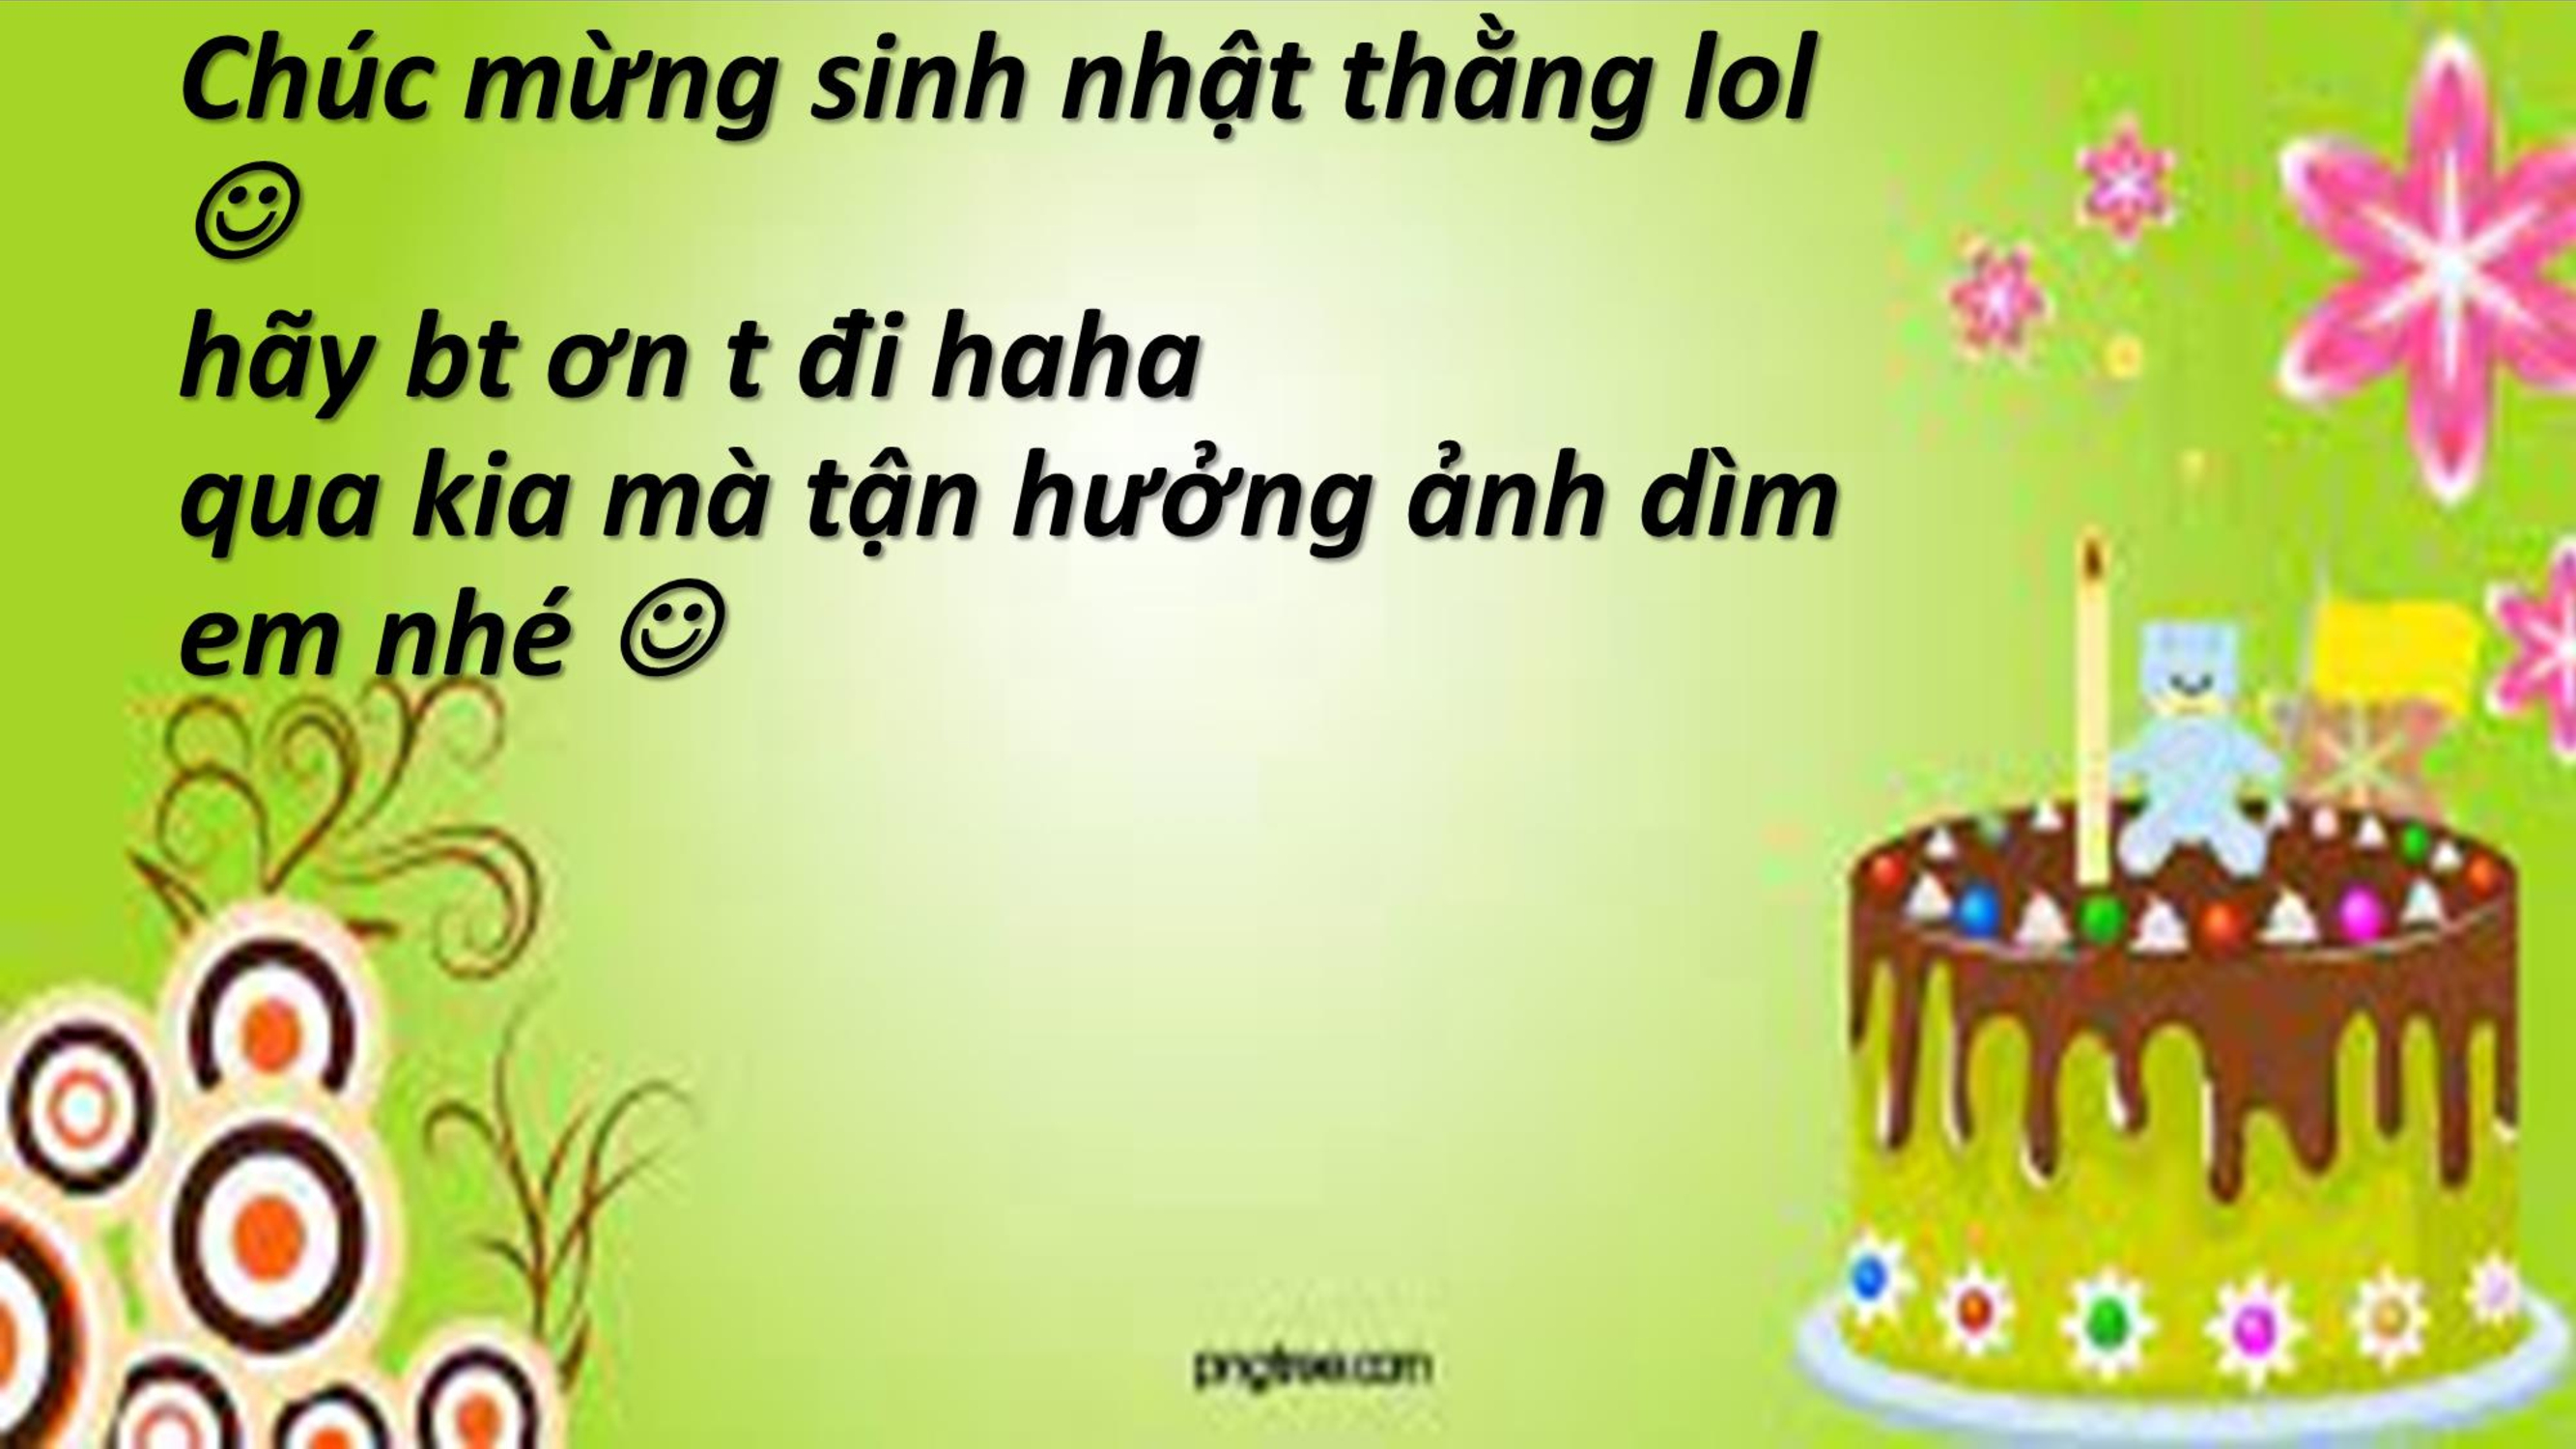 Chúc mừng sinh nhật thằng lol
☺
hãy bt ơn t đi haha
qua kia mà tận hưởng ảnh dìm
em nhé ☺
pngtree.com